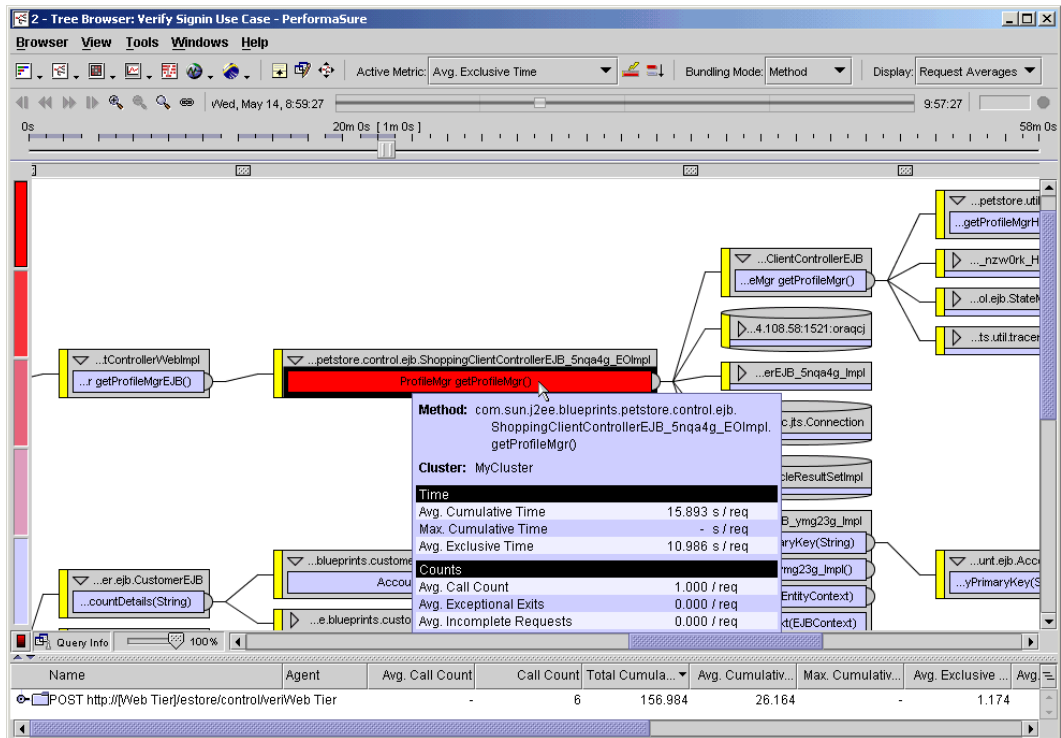 2 - Tree Browser: Verify Signin Use Case - PerformaSure
Browser View Tools Windows Help
Active Metric: Avg. Exclusive Time Bundling Mode: Method Display: Request Averages
Wed, May 14, 8:59:27 9:57:27
0s 20m 0s [1m 0s] 58m 0s
...petstore.util
...getProfileMgrH
...ClientControllerEJB
...eMgr getProfileMgr()
..._nzw0rk_H
...ol.ejb.StateM
...4.108.58:1521:oraqcj
...ts.util.tracer
...tControllerWebImpl
...r getProfileMgrEJB()
...petstore.control.ejb.ShoppingClientControllerEJB_5nqa4g_EOImpl
ProfileMgr getProfileMgr()
...erEJB_5nqa4g_Impl
Method: com.sun.j2ee.blueprints.petstore.control.ejb.
ShoppingClientControllerEJB_5nqa4g_EOImpl.
getProfileMgr()
c.jts.Connection
Cluster: MyCluster
cleResultSetImpl
Time
Avg. Cumulative Time 15.893 s / req
Max. Cumulative Time - s / req
Avg. Exclusive Time 10.986 s / req
B_ymg23g_Impl
aryKey(String)
Counts
Avg. Call Count 1.000 / req
Avg. Exceptional Exits 0.000 / req
Avg. Incomplete Requests 0.000 / req
ymg23g_Impl()
EntityContext)
xt(EJBContext)
...blueprints.custome
Accou
...unt.ejb.Acco
...yPrimaryKey(S
...er.ejb.CustomerEJB
...countDetails(String)
...e.blueprints.custo
Query Info 100%
Name Agent Avg. Call Count Call Count Total Cumula... Avg. Cumulativ... Max. Cumulativ... Avg. Exclusive ... Avg.
POST http://[Web Tier]/estore/control/veri Web Tier - 6 156.984 26.164 - 1.174